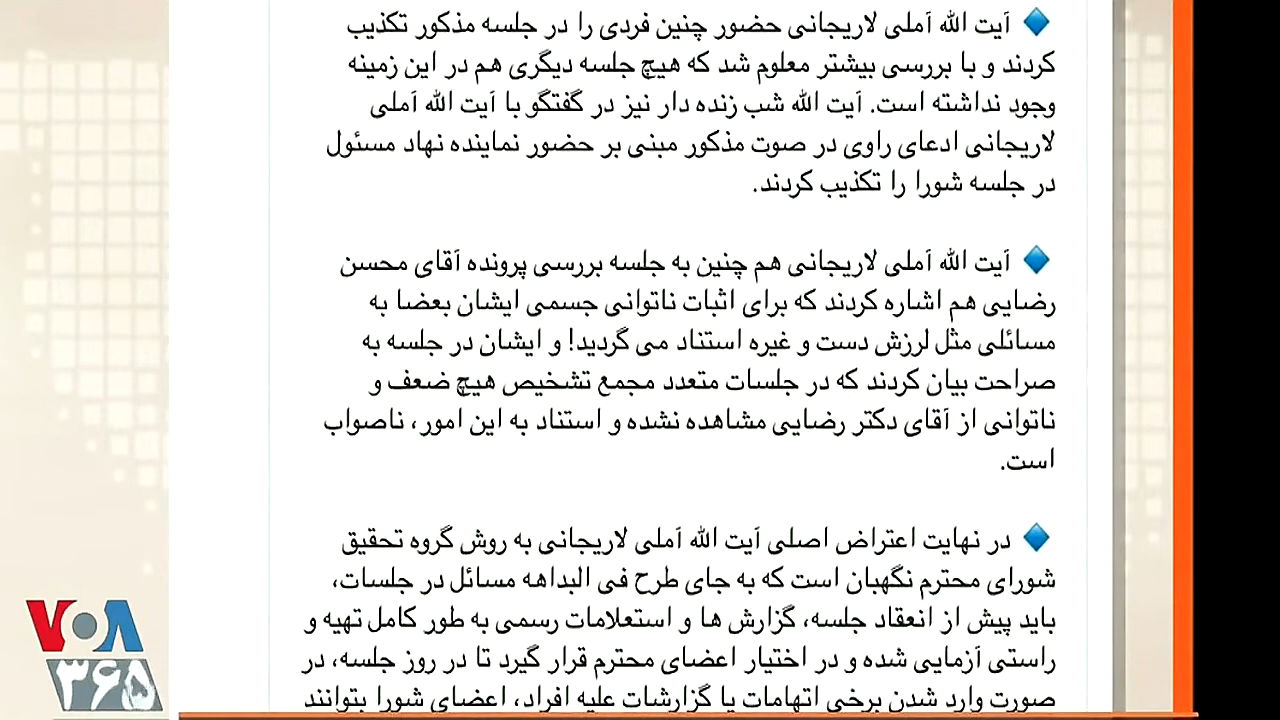 آیت الله آملی لاریجانی حضور چنین فردی را در جلسه مذکور تکذیب
کردند و با بررسی بیشتر معلوم شد که هیچ جلسه دیگری هم در این زمینه
وجود نداشته است. آیت الله شب زنده دار نیز در گفتگو با آیت الله آملی
لاریجانی ادعای راوی در صوت مذکور مبنی بر حضور نماینده نهاد مسئول
در جلسه شورا را تکذیب کردند.
آیت الله آملی لاریجانی هم چنین به جلسه بررسی پرونده آقای محسن
رضایی هم اشاره کردند که برای اثبات ناتوانی جسمی ایشان بعضا به
مسائلی مثل لرزش دست و غیره استناد می گردید! و ایشان در جلسه به
صراحت بیان کردند که در جلسات متعدد مجمع تشخیص هیچ ضعف و
ناتوانی از آقای دکتر رضایی مشاهده نشده و استناد به این امور، ناصواب
است.
در نهایت اعتراض اصلی آیت الله آملی لاریجانی به روش گروه تحقیق
شورای محترم نگهبان است که به جای طرح فی البداهه مسائل در جلسات،
باید پیش از انعقاد جلسه، گزارش ها و استعلامات رسمی به طور کامل تهیه و
راستی آزمایی شده و در اختیار اعضای محترم قرار گیرد تا در روز جلسه، در
صورت وارد شدن برخی اتهامات یا گزارشات علیه افراد، اعضای شورا بتوانند
VOA
۳۶۵